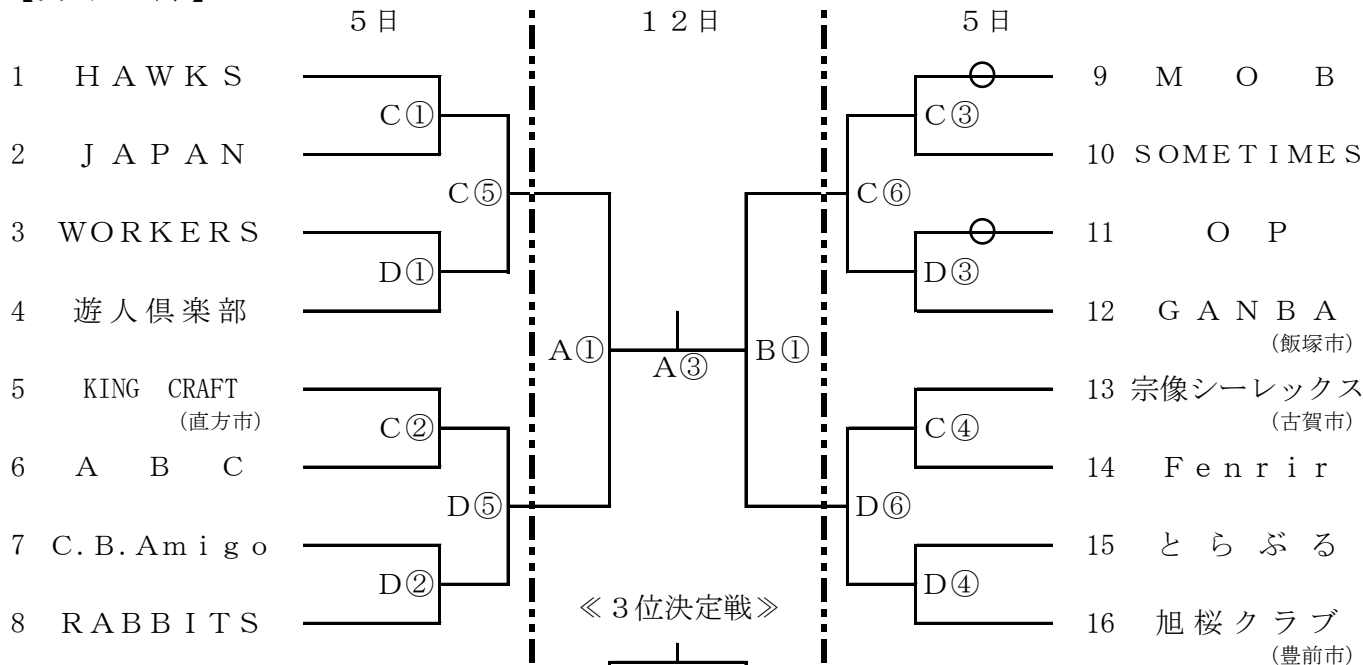 5日 12日 5日
1 HAWKS
2 JAPAN
3 WORKERS
4 遊人倶楽部
5 KING CRAFT
(直方市)
6 ABC
7 C.B.Amigo
8 RABBITS
C①
D①
C②
D②
C⑤
D⑤
A①
A③
B①
≪3位決定戦≫
C⑥
D⑥
C③
D③
C④
D④
9 MOB
10 SOMETIMES
11 OP
12 GANBA
(飯塚市)
13 宗像シーレックス
(古賀市)
14 Fenrir
15 とらぶる
16 旭桜クラブ
(豊前市)